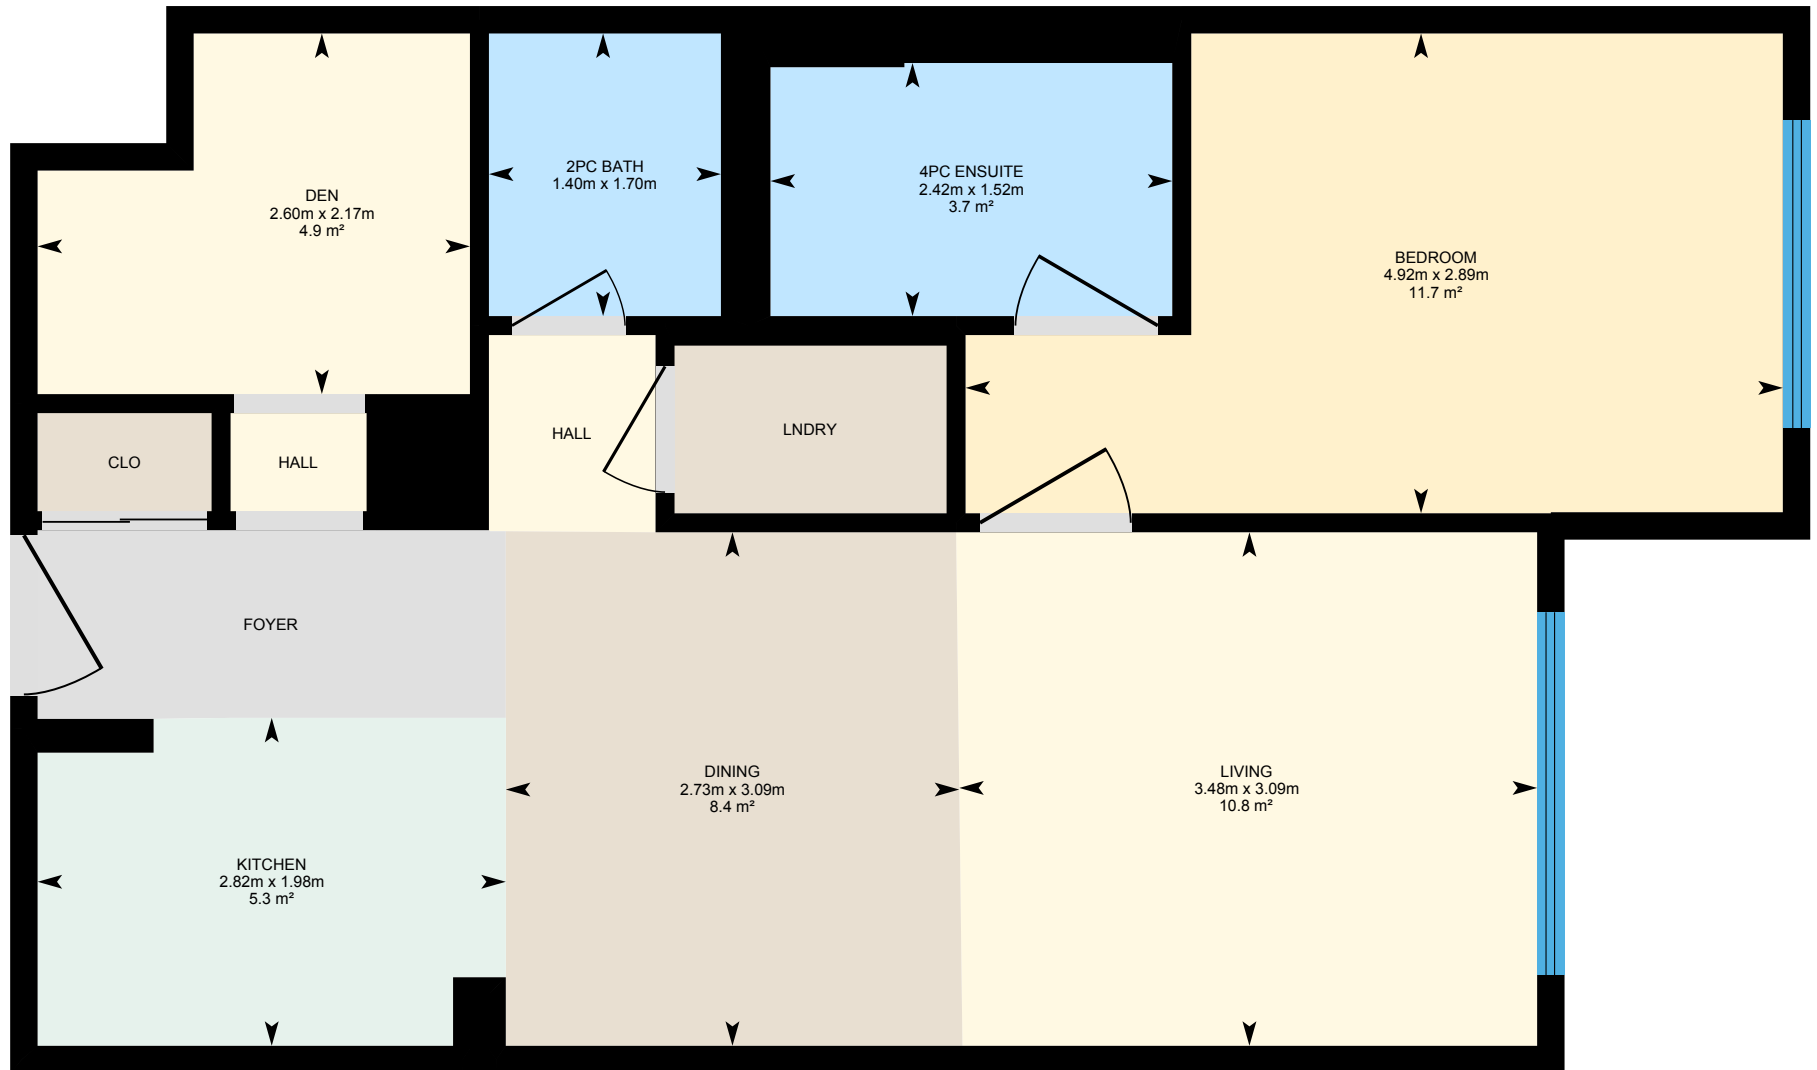 DEN
2.60m x 2.17m
4.9 m²
2PC BATH
1.40m x 1.70m
4PC ENSUITE
2.42m x 1.52m
3.7 m²
BEDROOM
4.92m x 2.89m
11.7 m²
CLO
HALL
HALL
LNDRY
FOYER
KITCHEN
2.82m x 1.98m
5.3 m²
DINING
2.73m x 3.09m
8.4 m²
LIVING
3.48m x 3.09m
10.8 m²